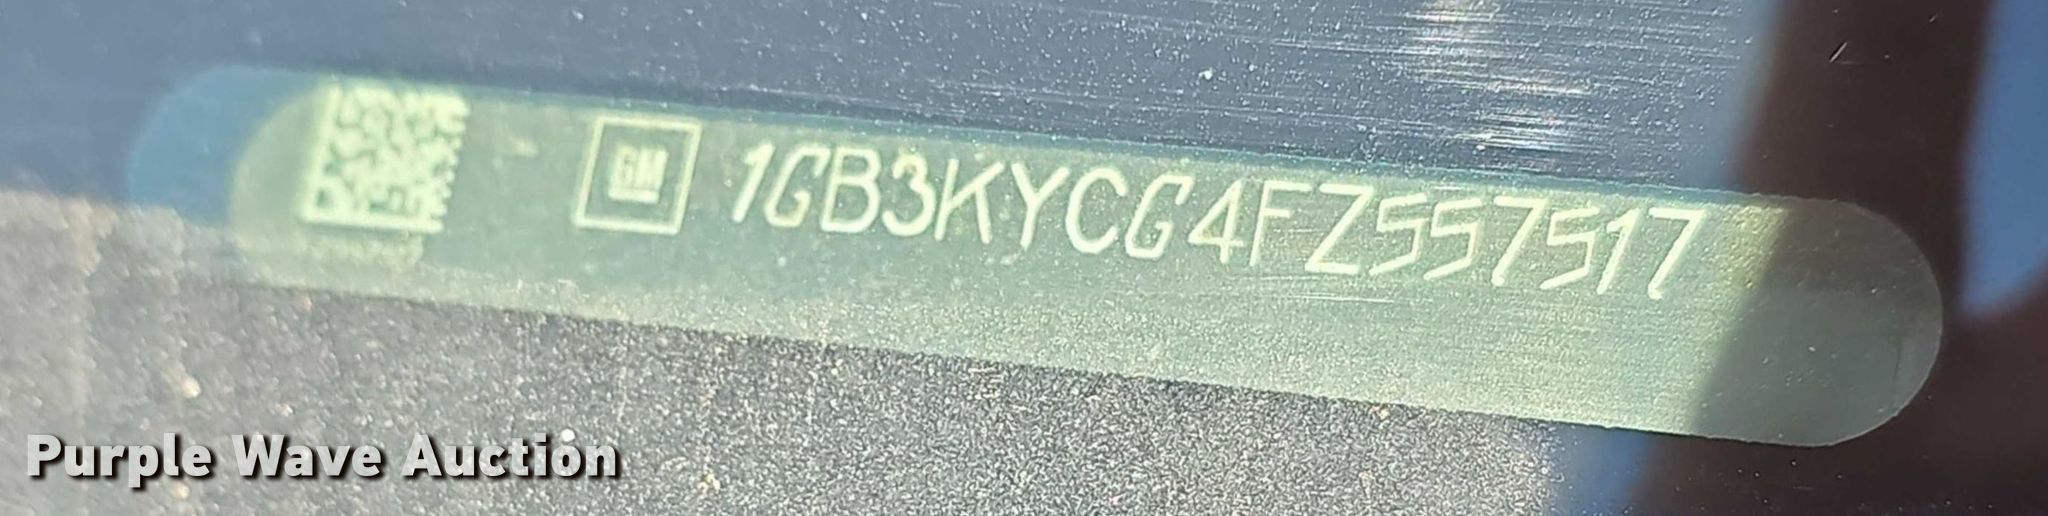 GM 1GB3KYCG4FZ557517
Purple Wave Auction